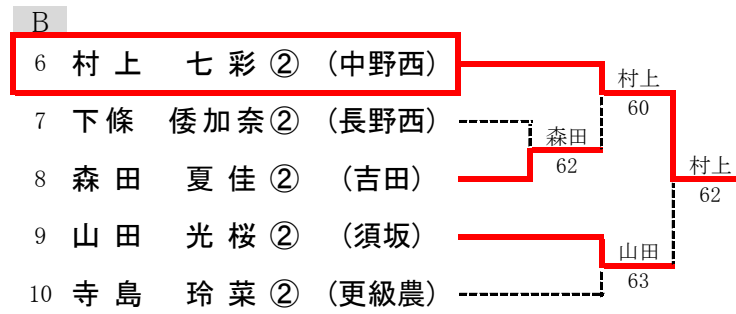 B
6 村上 七彩② (中野西)
7 下條 倭加奈② (長野西)
8 森田 夏佳② (吉田)
9 山田 光桜② (須坂)
10 寺島 玲菜② (更級農)
森田
62
村上
60
山田
63
村上
62